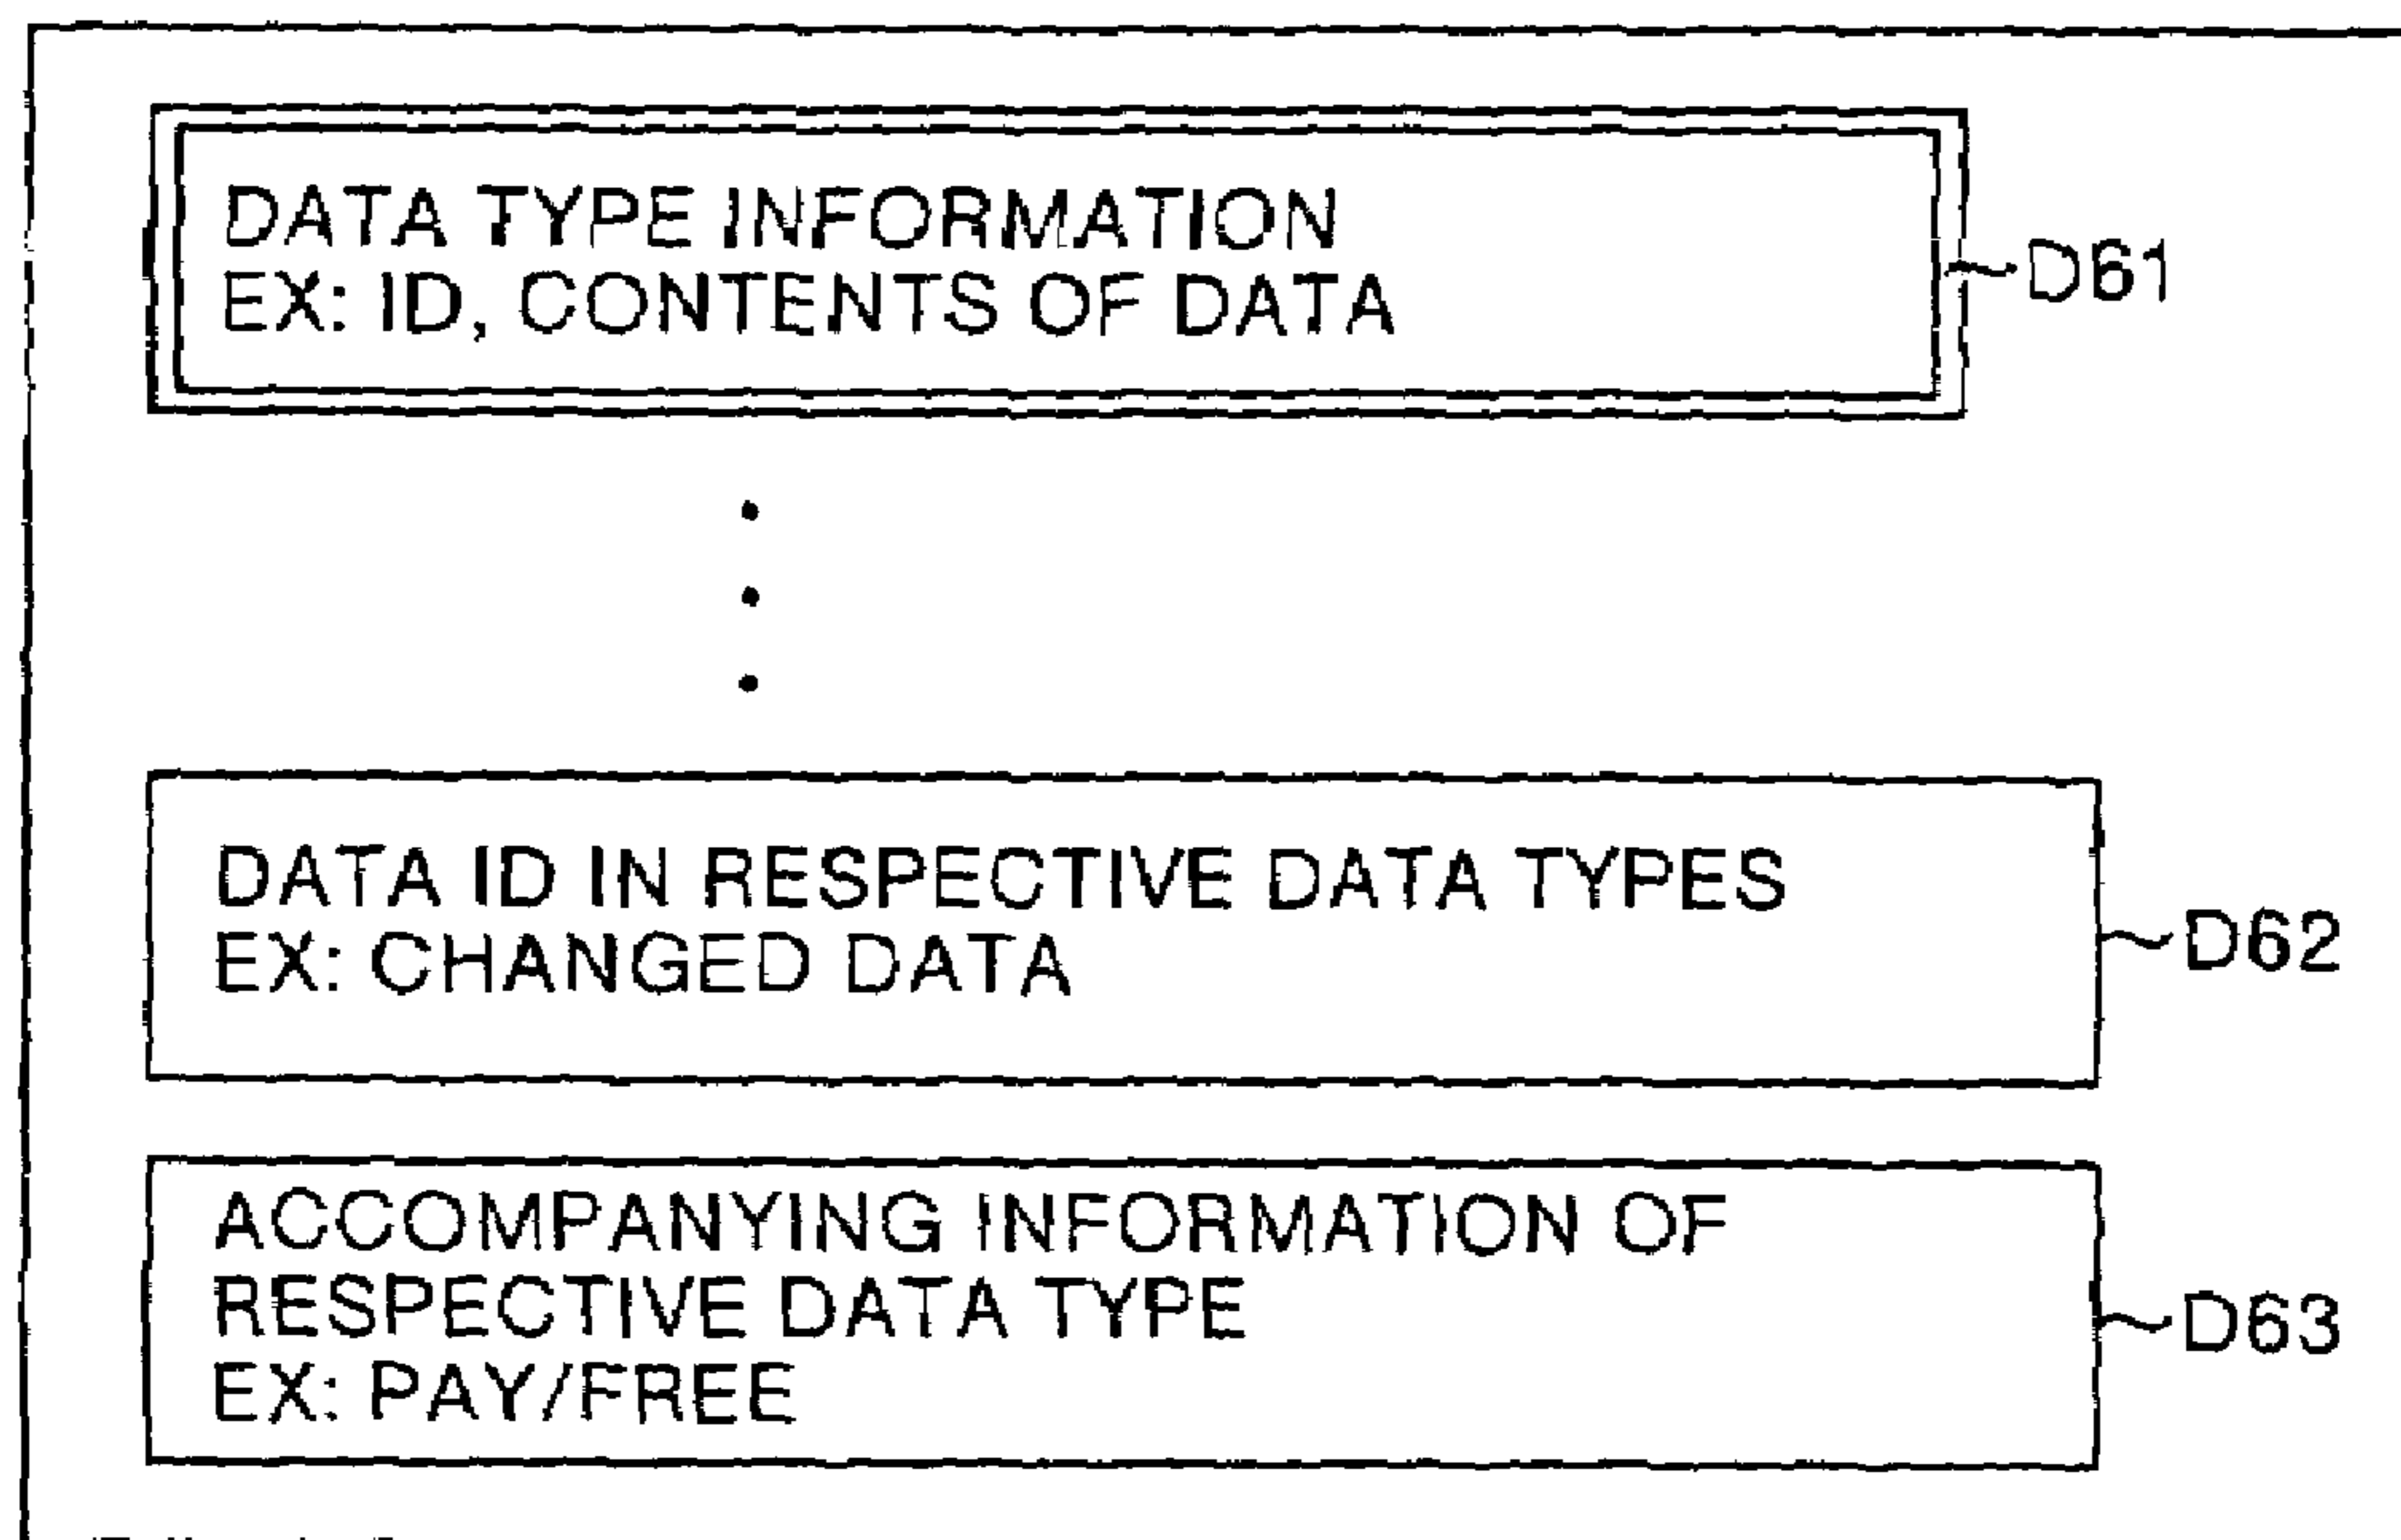 DATA TYPE INFORMATION
EX: ID, CONTENTS OF DATA
D61
DATA ID IN RESPECTIVE DATA TYPES
EX: CHANGED DATA
D62
ACCOMPANYING INFORMATION OF
RESPECTIVE DATA TYPE
EX: PAY/FREE
D63